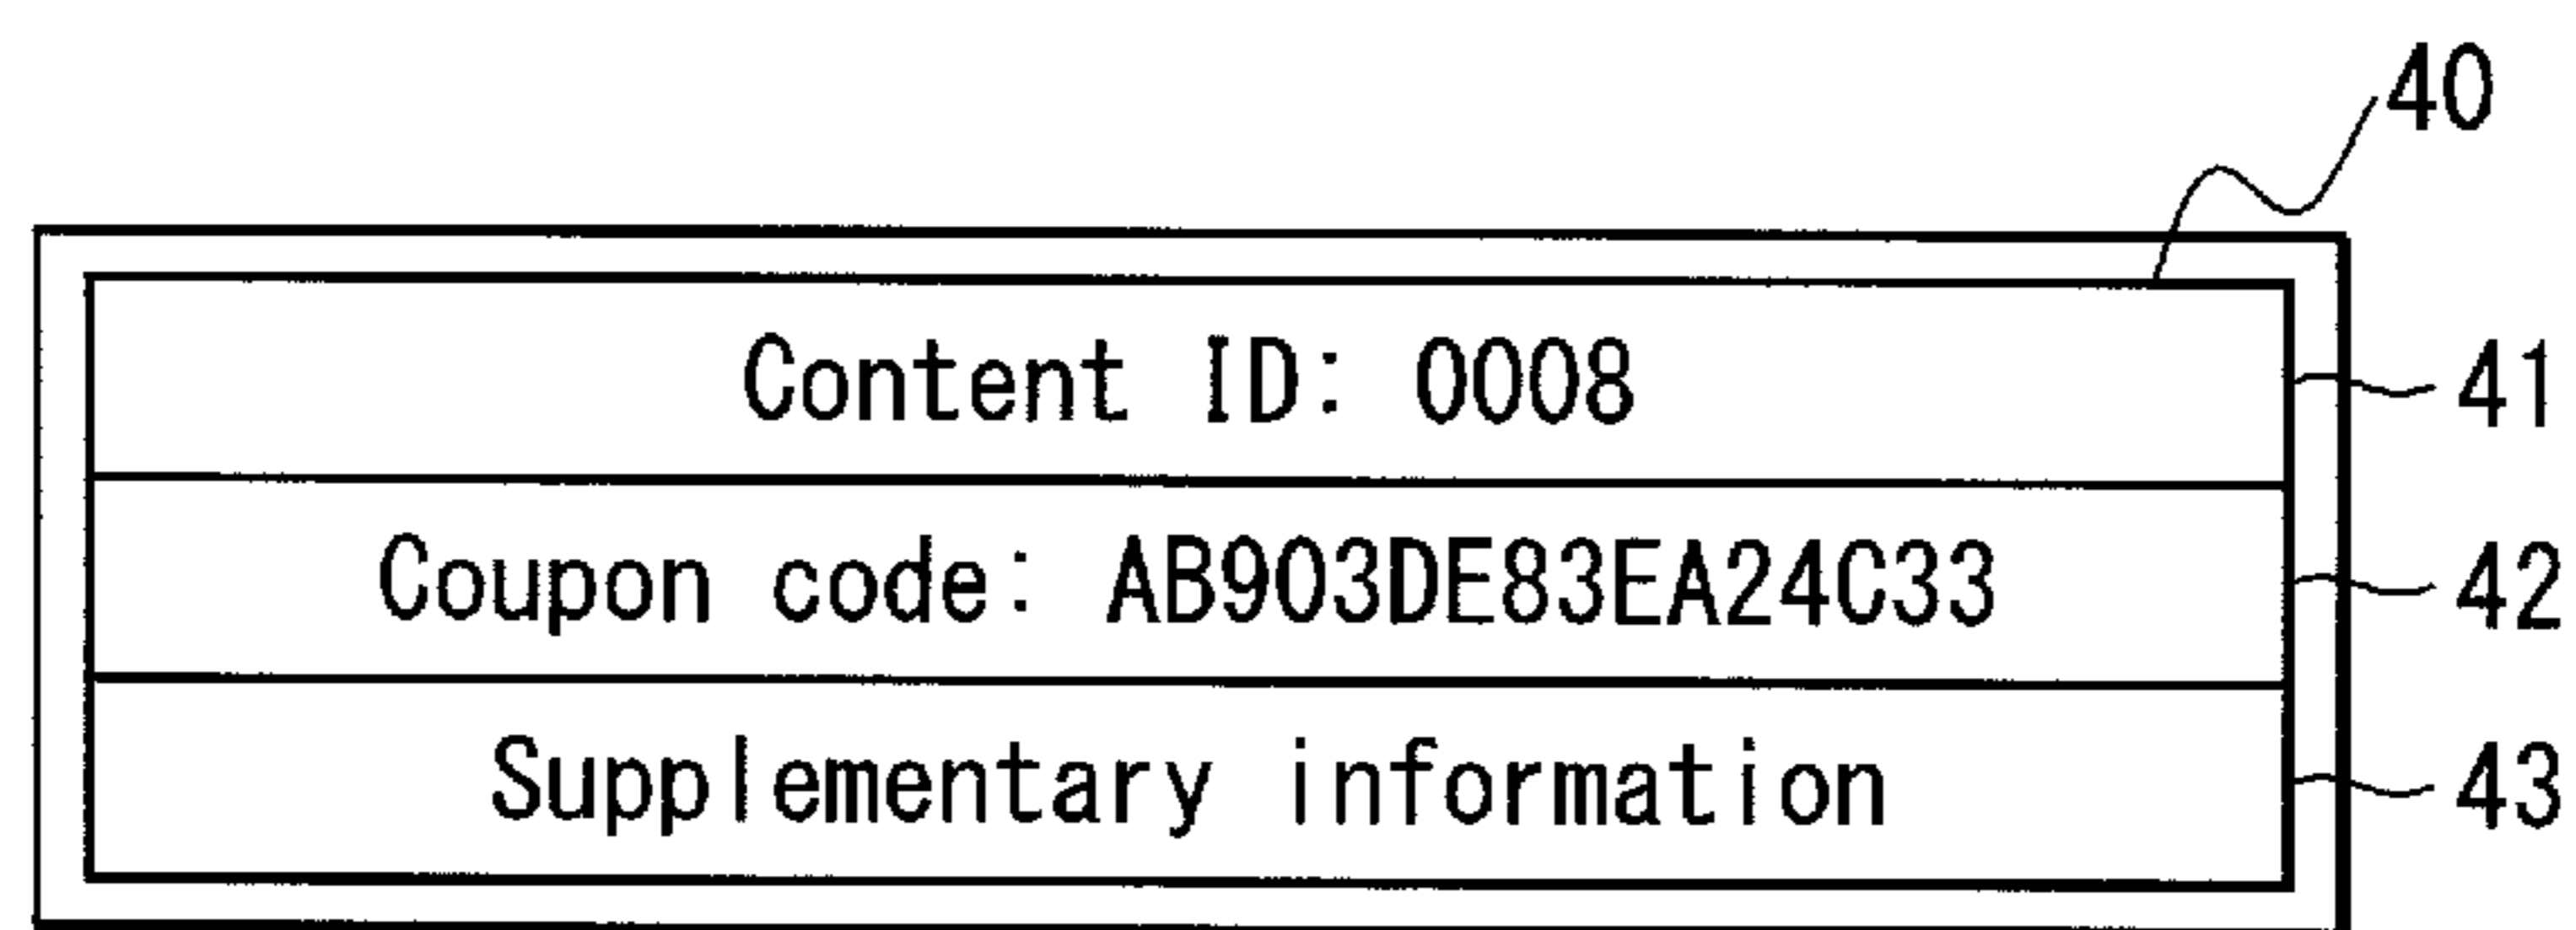 40
Content ID: 0008 41
Coupon code: AB903DE83EA24C33 42
Supplementary information 43